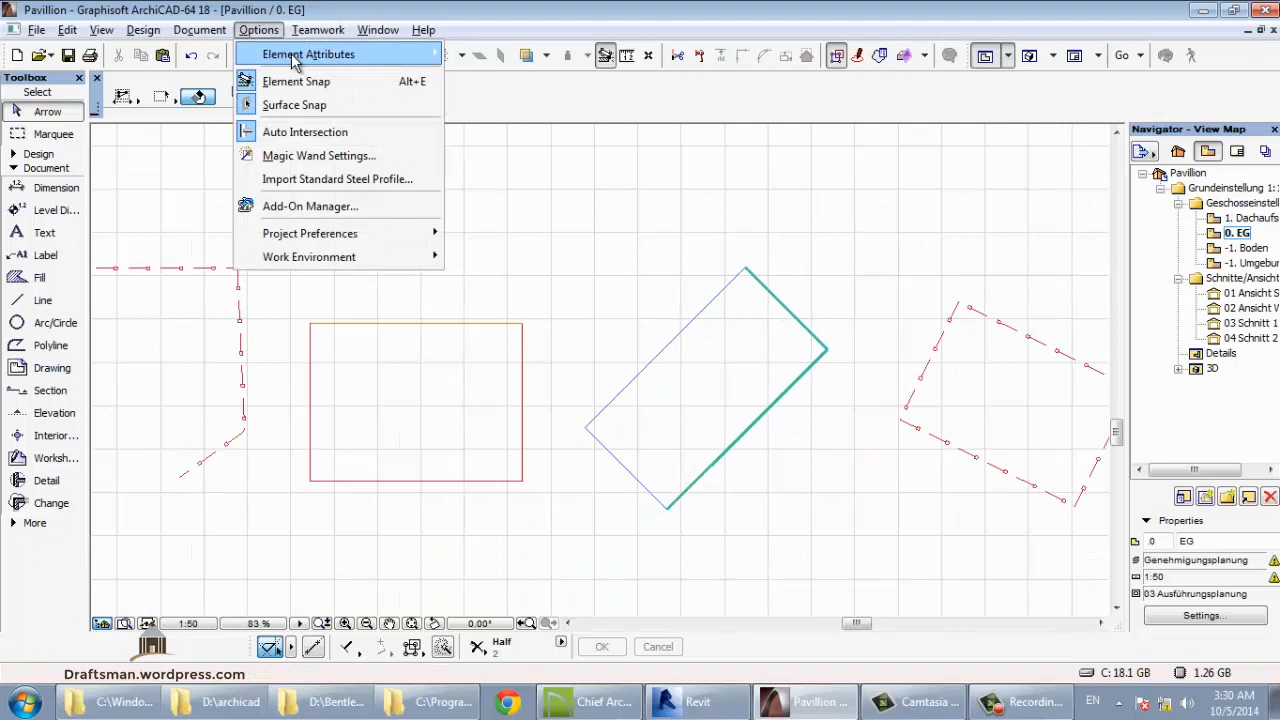 Pavillion - Graphisoft ArchiCAD-64 18 - [Pavillion / 0. EG]
File Edit View Design Document Options Teamwork Window Help
Element Attributes
Element Snap Alt+E
Surface Snap
Auto Intersection
Magic Wand Settings...
Import Standard Steel Profile...
Add-On Manager...
Project Preferences
Work Environment
Go
Toolbox
Select
Arrow
Marquee
Design
Document
Dimension
Level Di...
Text
A1 Label
Fill
Line
Arc/Circle
Polyline
Drawing
Section
Elevation
Interior...
Worksh...
Detail
Change
More
Navigator - View Map
Pavillion
Grundeinstellung 1:1
Geschosseinstell
1. Dachaufs
0. EG
-1. Boden
-1. Umgebur
Schnitte/Ansicht
01 Ansicht S
02 Ansicht W
03 Schnitt 1
04 Schnitt 2
Details
3D
Properties
.0 EG
Genehmigungsplanung
1:50
03 Ausführungsplanung
Settings...
1:50 83 % 0.00°
Half
2
OK Cancel
Draftsman.wordpress.com
C: 18.1 GB 1.26 GB
C:\Windo...
D:\archicad
D:\Bentle...
C:\Progra...
Chief Arc...
Revit
Pavillion ...
Camtasia ...
Recordin...
EN
3:30 AM
10/5/2014